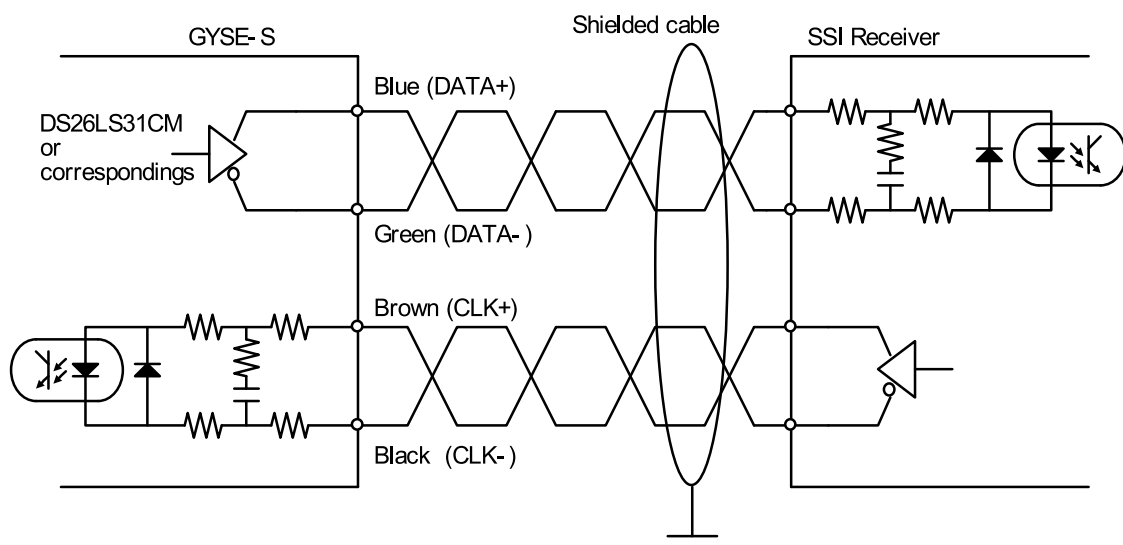 GYSE- S
Shielded cable
SSI Receiver
Blue (DATA+)
DS26LS31CM
or
correspondings
Green (DATA- )
Brown (CLK+)
Black (CLK- )